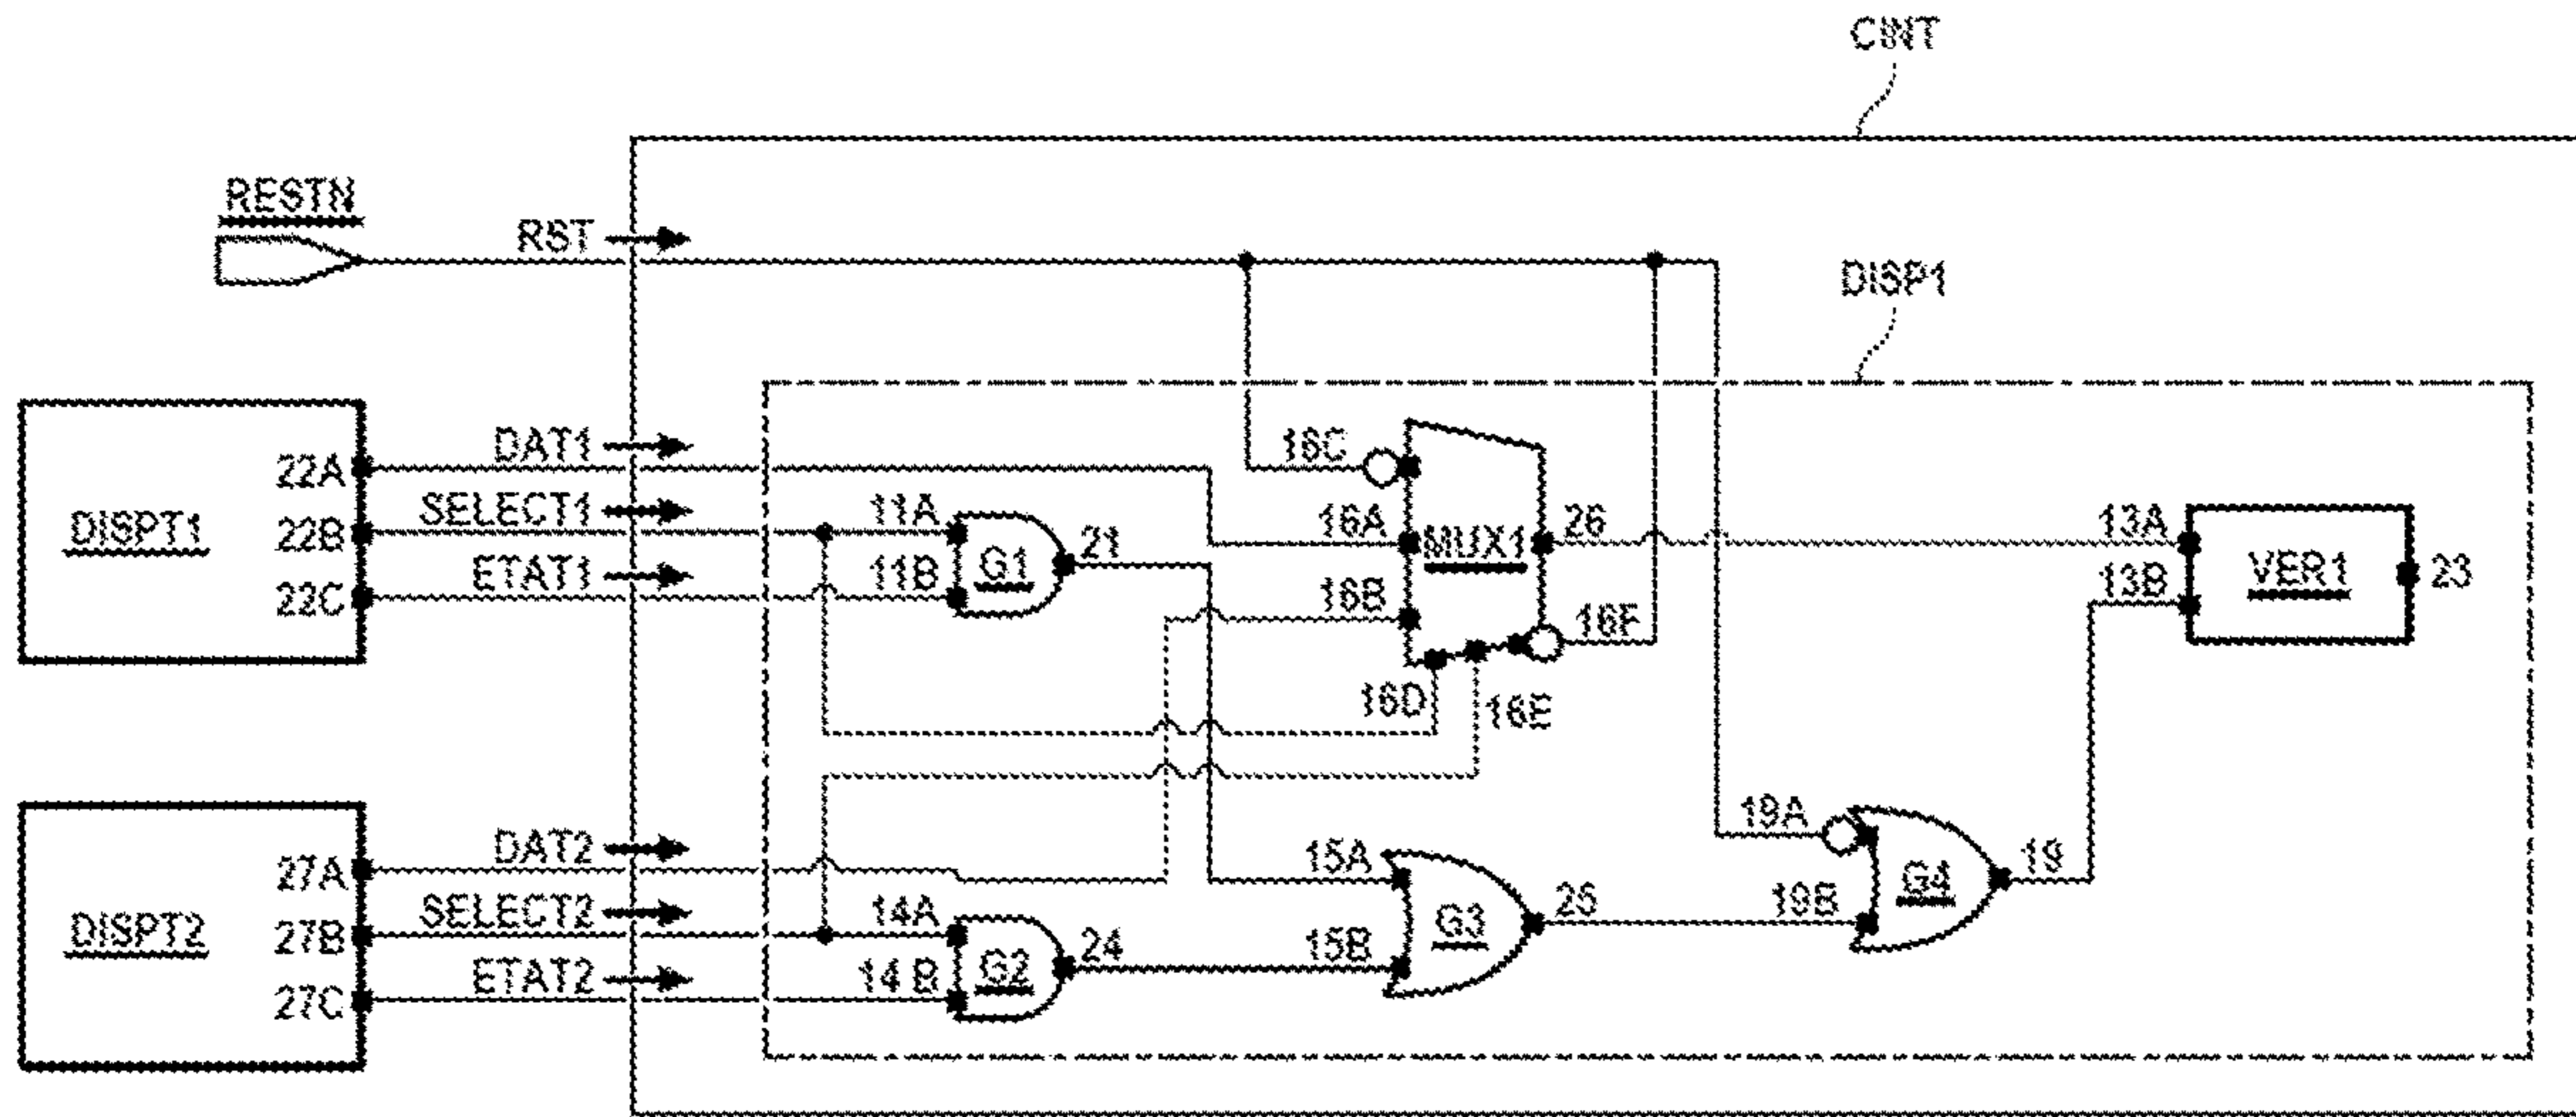 CINT
RESTN
RST
DISP1
DAT1
16C
22A
SELECT1
11A
16A
26
13A
DISPT1
22B
G1
21
MUX1
VER1
23
ETAT1
11B
16B
13B
22C
16F
16D
16E
DAT2
19A
27A
15A
19
SELECT2
14A
G4
DISPT2
27B
G3
25
19B
24
15B
ETAT2
14 B
G2
27C